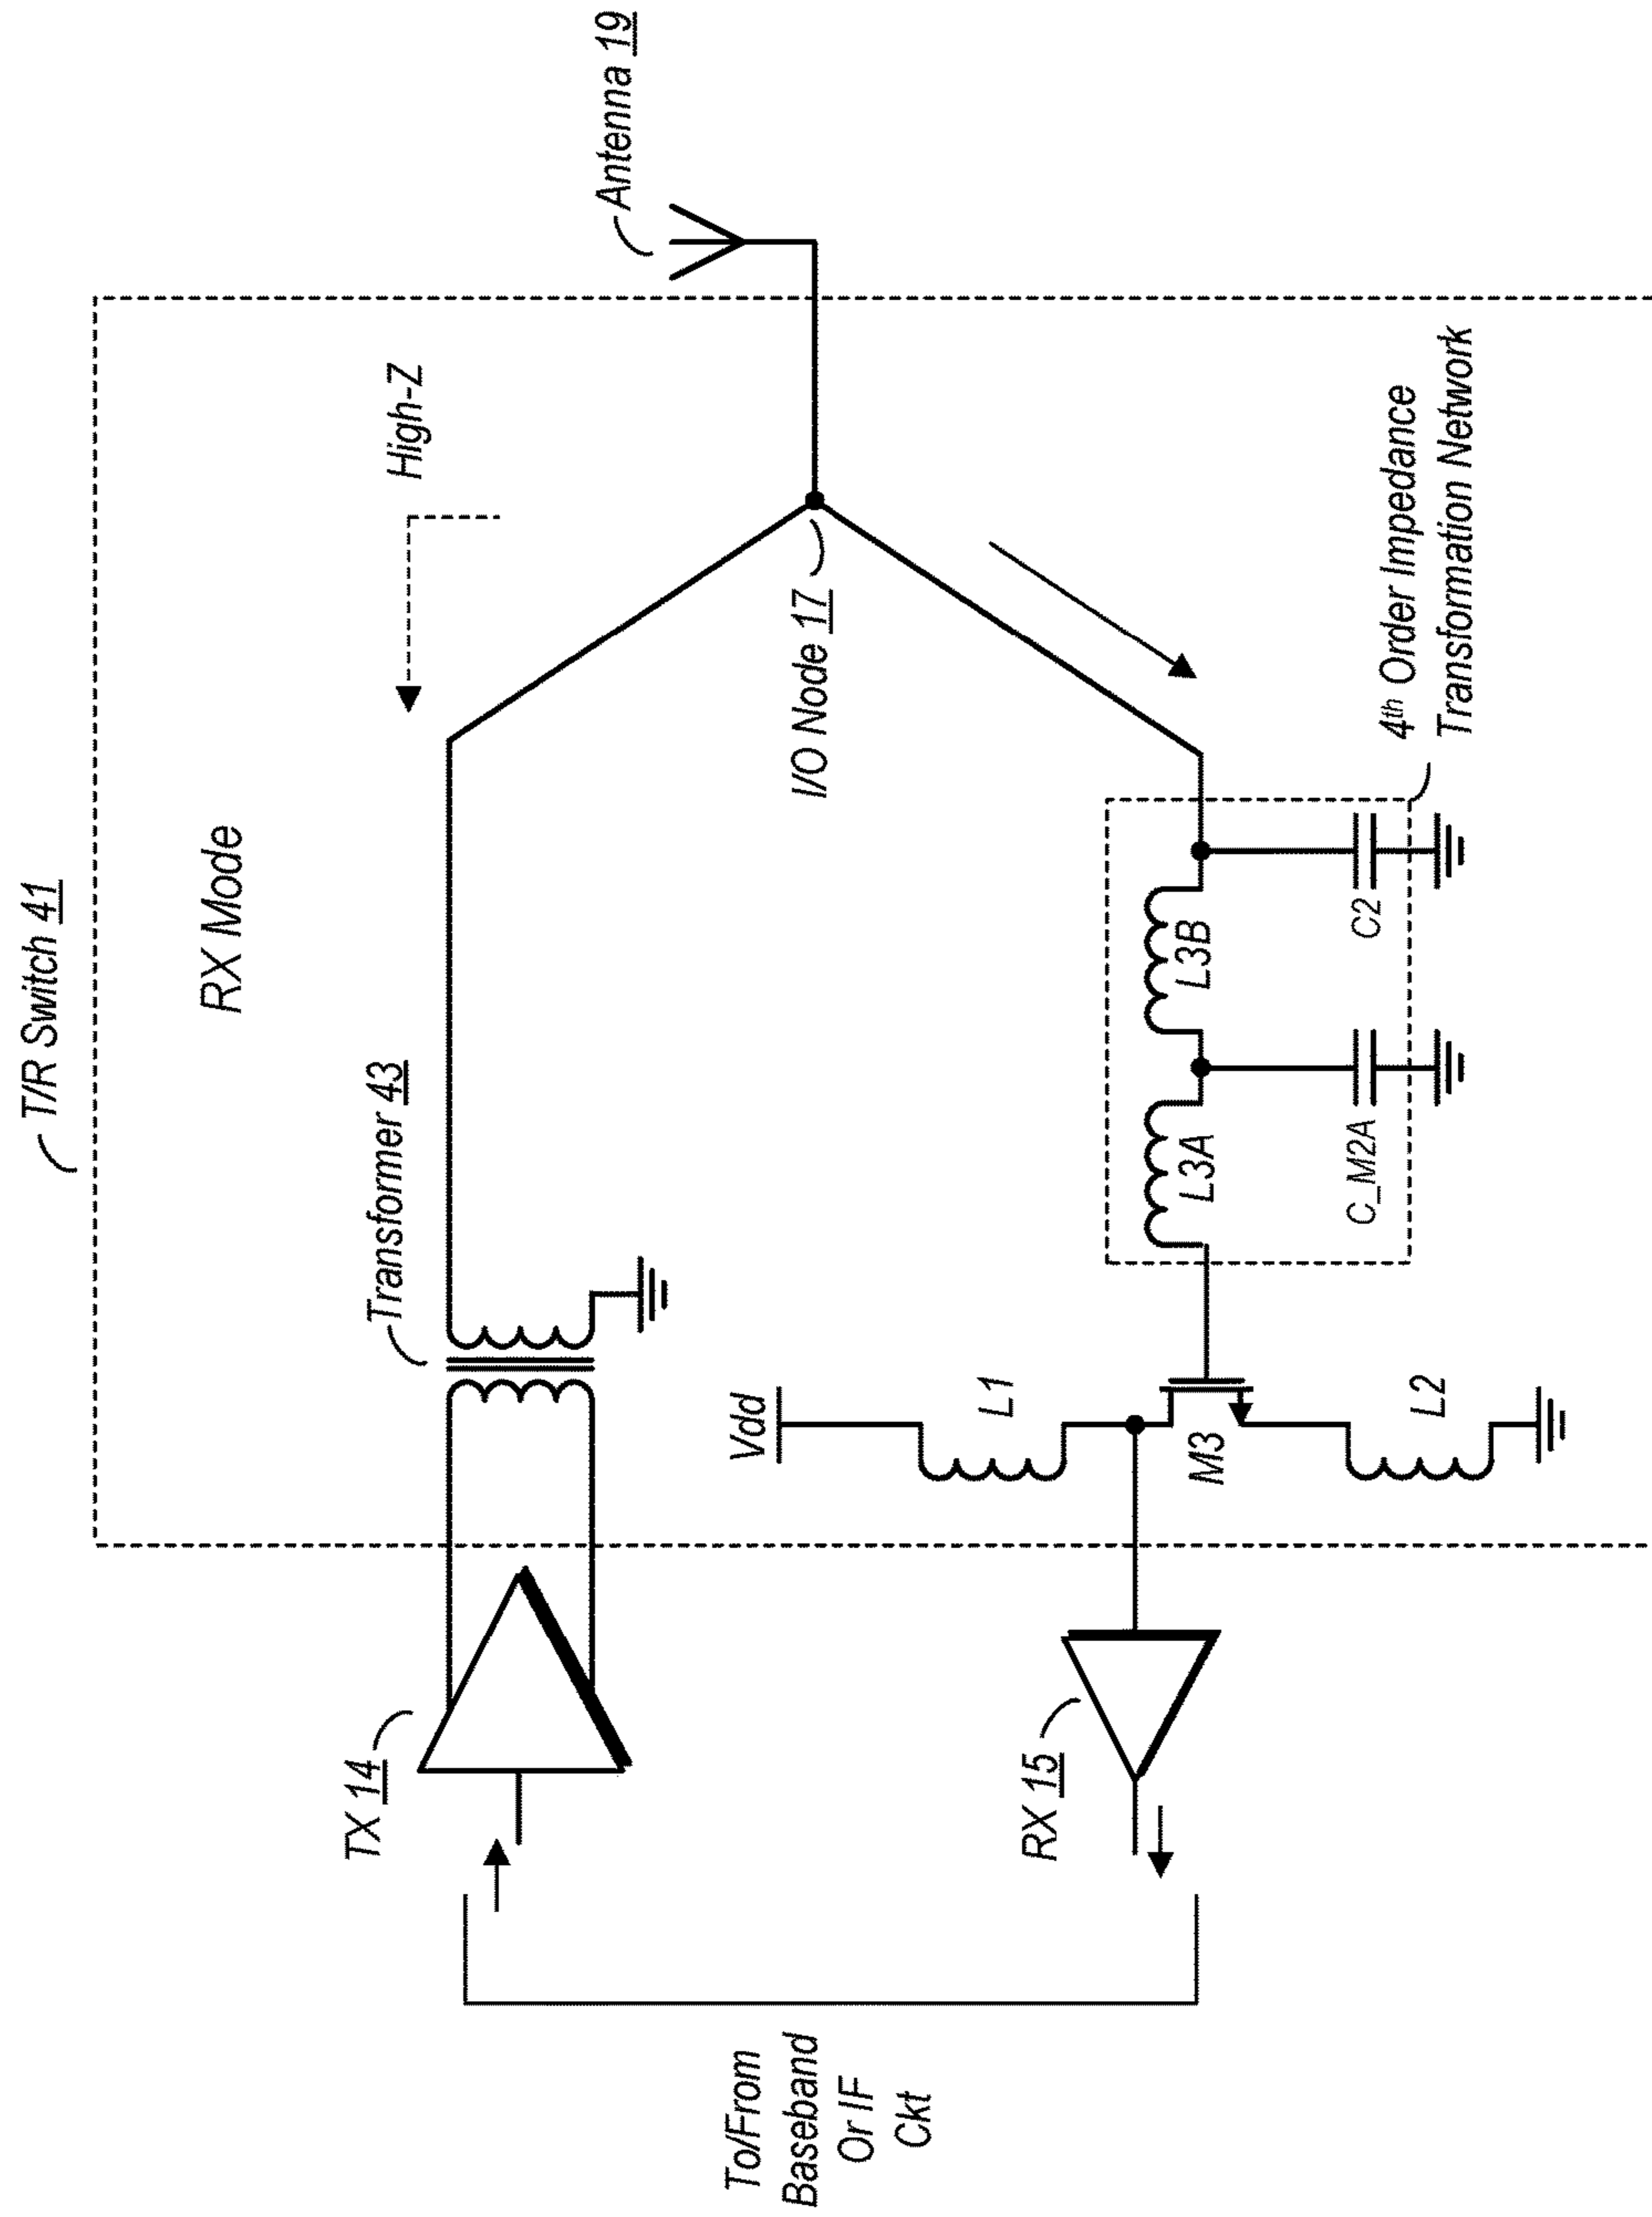 T/R Switch 41
RX Mode
High-Z
Antenna 19
Transformer 43
I/O Node 17
TX 14
Vdd
L1
M3
L2
L3A
L3B
C_M2A
C2
4th Order Impedance
Transformation Network
RX 15
To/From
Baseband
Or IF
Ckt